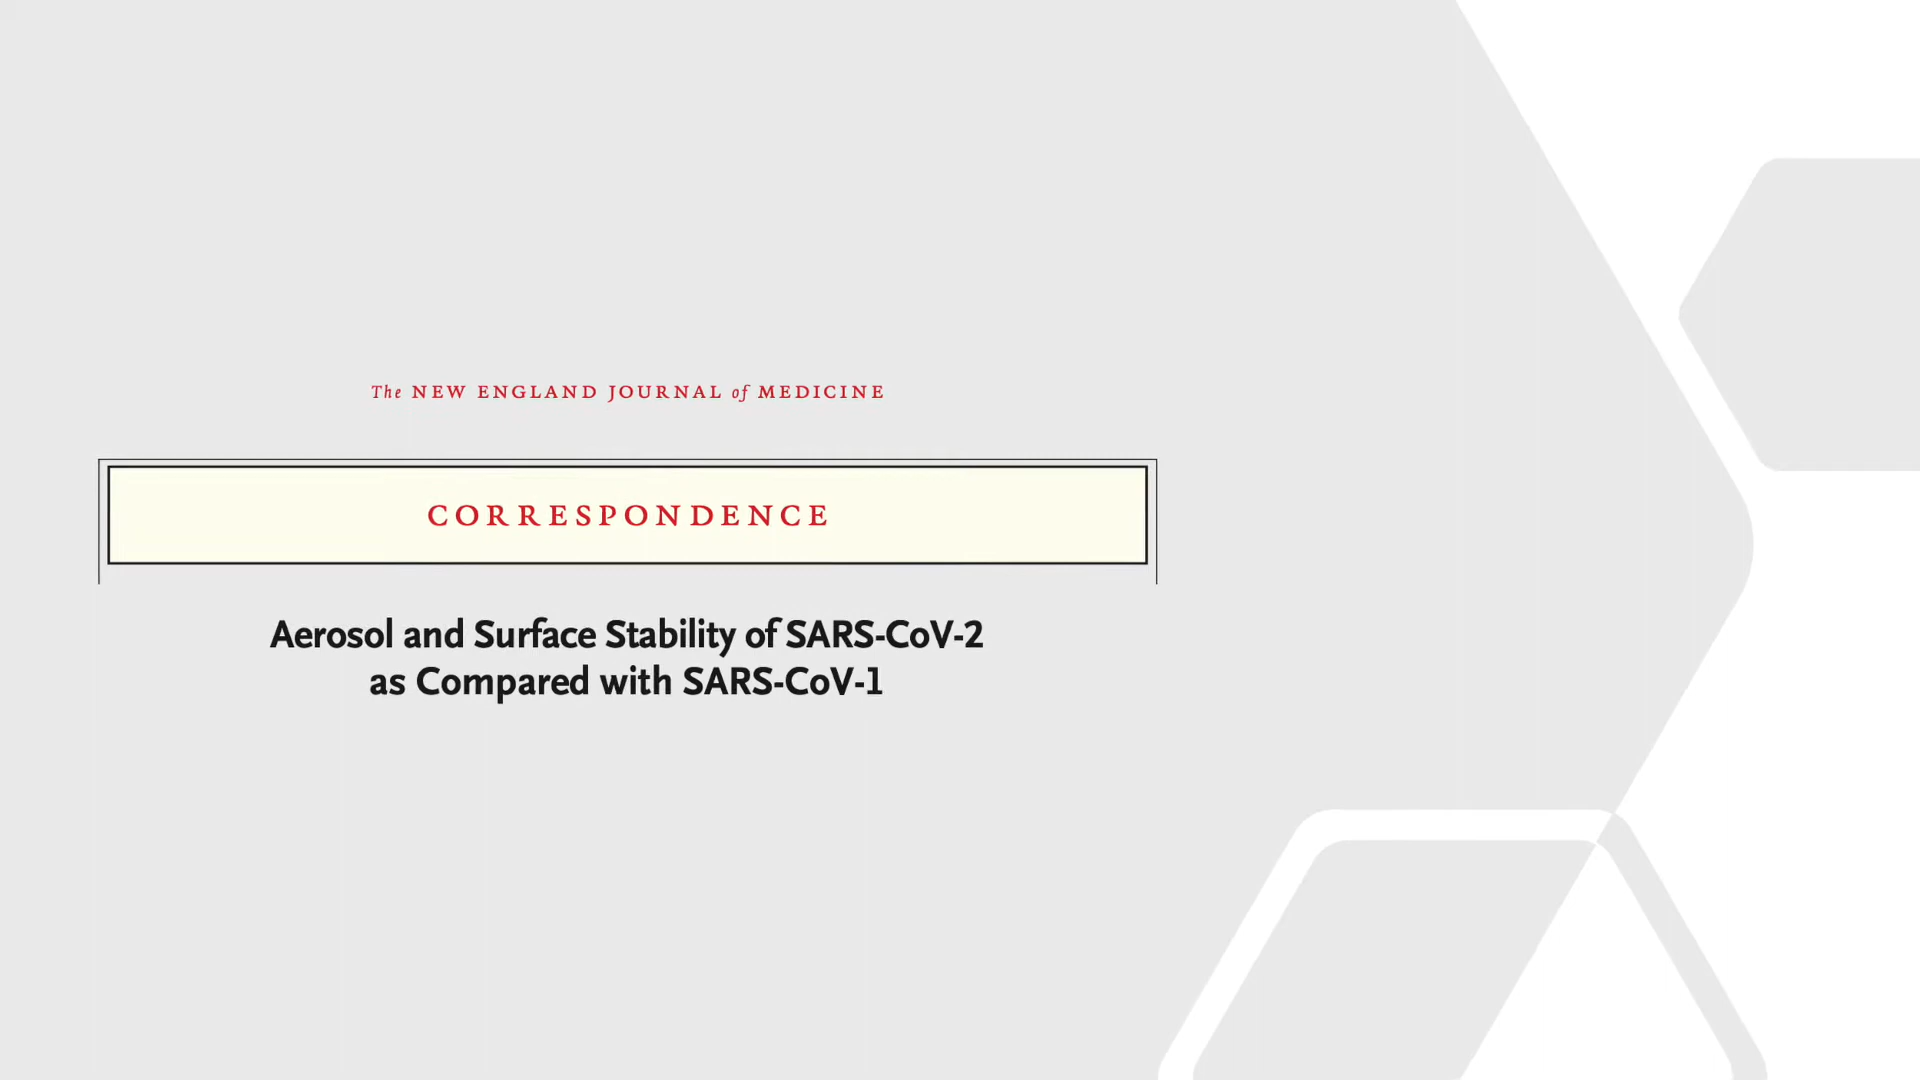 The NEW ENGLAND JOURNAL of MEDICINE
CORRESPONDENCE
Aerosol and Surface Stability of SARS-CoV-2
as Compared with SARS-CoV-1